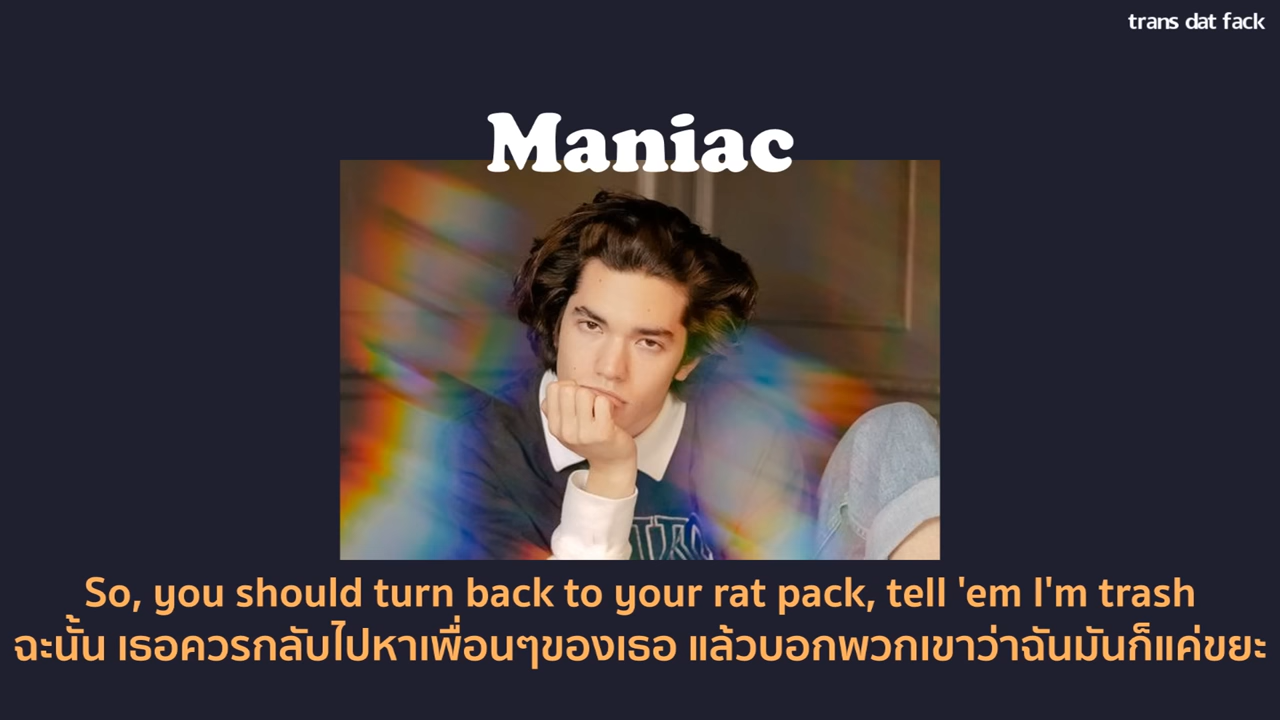 trans dat fack
Maniac
So, you should turn back to your rat pack, tell 'em I'm trash
ฉะนั้น เธอควรกลับไปหาเพื่อนๆของเธอ แล้วบอกพวกเขาว่าฉันมันก็แค่ขยะ